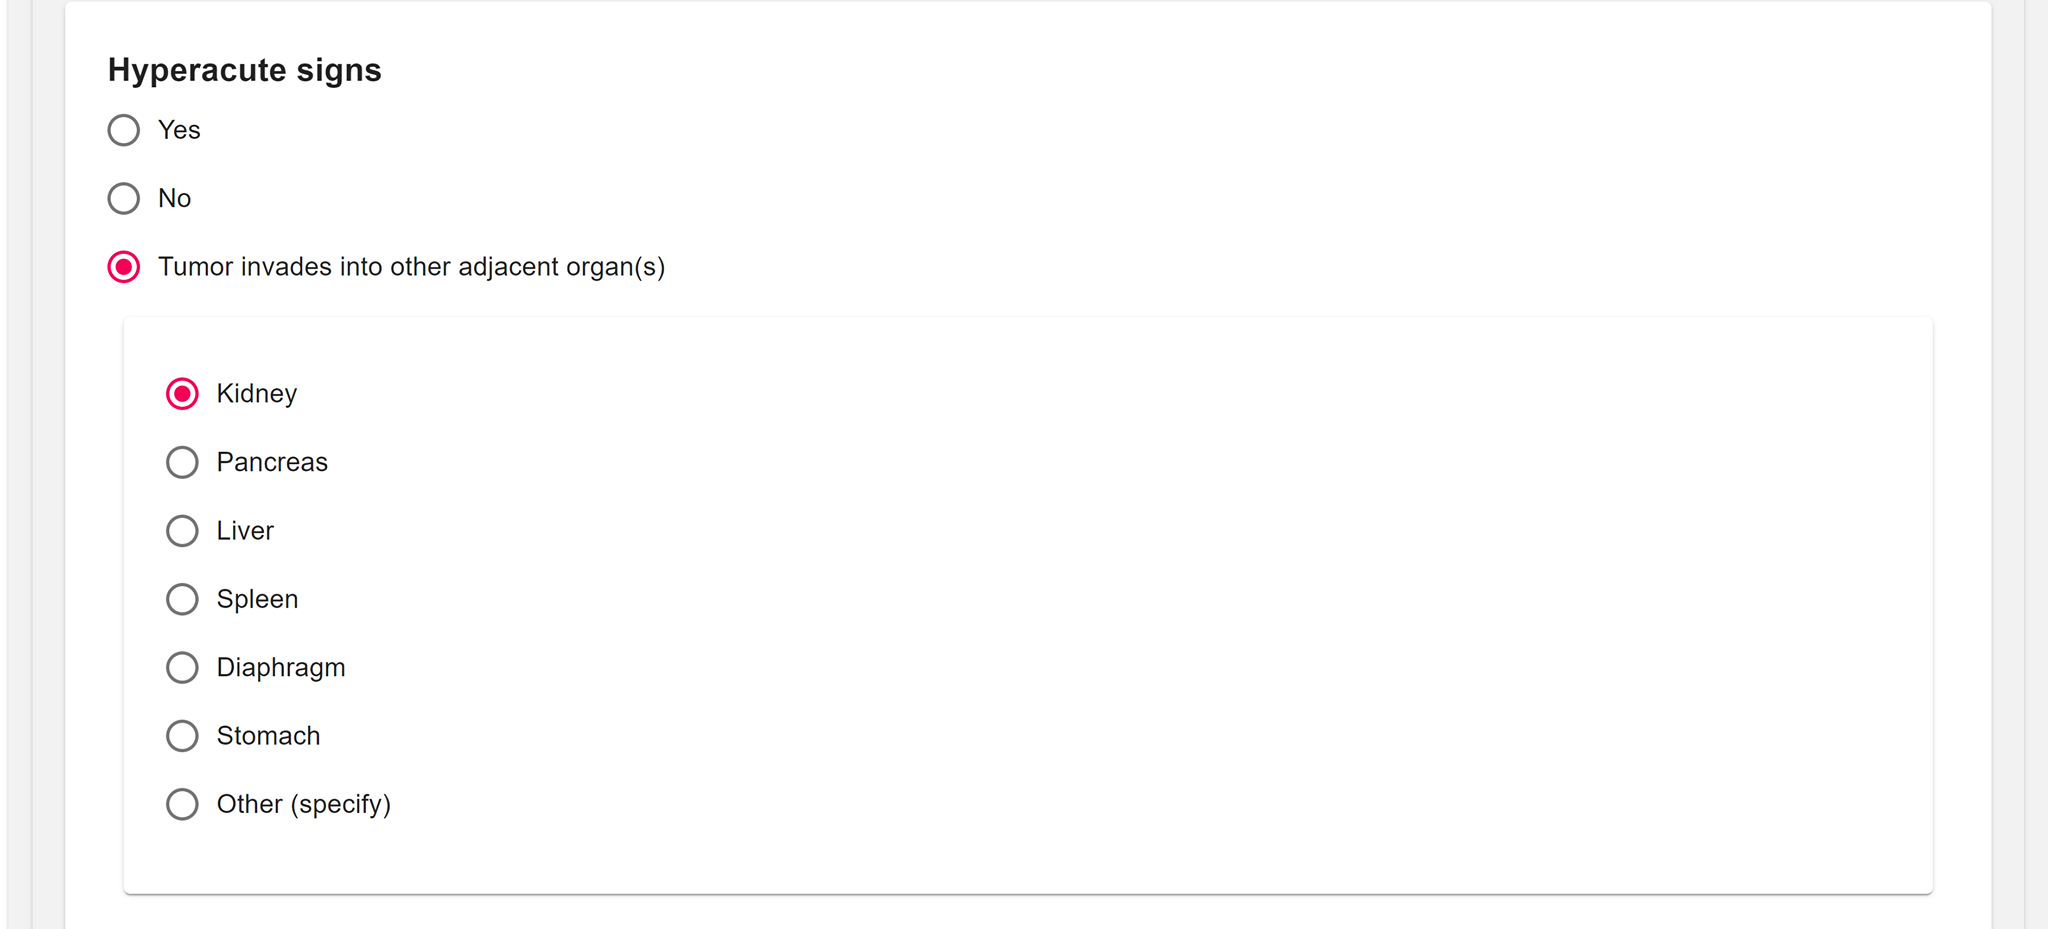 Hyperacute signs
Yes
No
Tumor invades into other adjacent organ(s)
Kidney
Pancreas
Liver
Spleen
Diaphragm
Stomach
Other (specify)